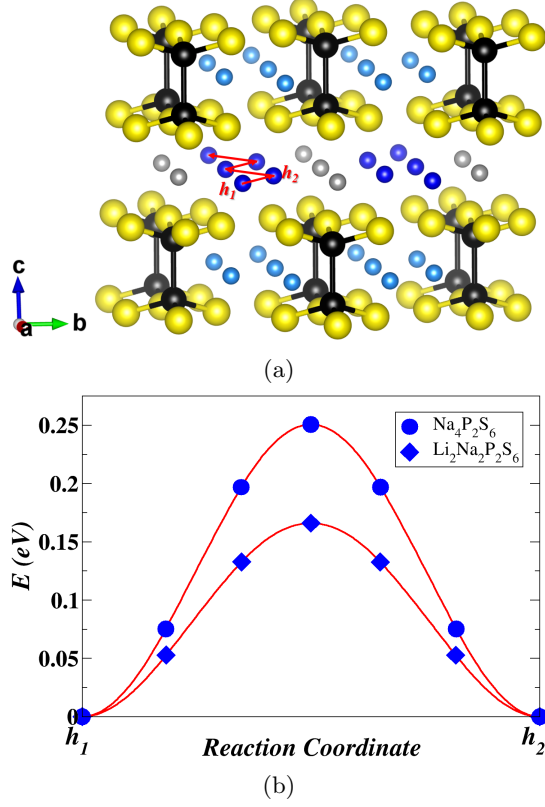 h₂
h₁
c
a
b
(a)
0.25
0.2
0.15
0.1
0.05
0
E (eV)
Na₄P₂S₆
Li₂Na₂P₂S₆
h₁
Reaction Coordinate
h₂
(b)